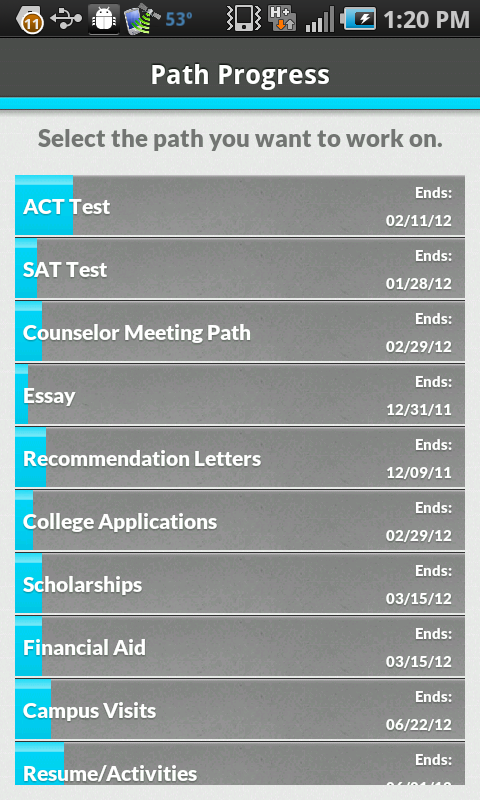 11 53° H+ 1:20 PM
Path Progress
Select the path you want to work on.
ACT Test Ends: 02/11/12
SAT Test Ends: 01/28/12
Counselor Meeting Path Ends: 02/29/12
Essay Ends: 12/31/11
Recommendation Letters Ends: 12/09/11
College Applications Ends: 02/29/12
Scholarships Ends: 03/15/12
Financial Aid Ends: 03/15/12
Campus Visits Ends: 06/22/12
Resume/Activities Ends: